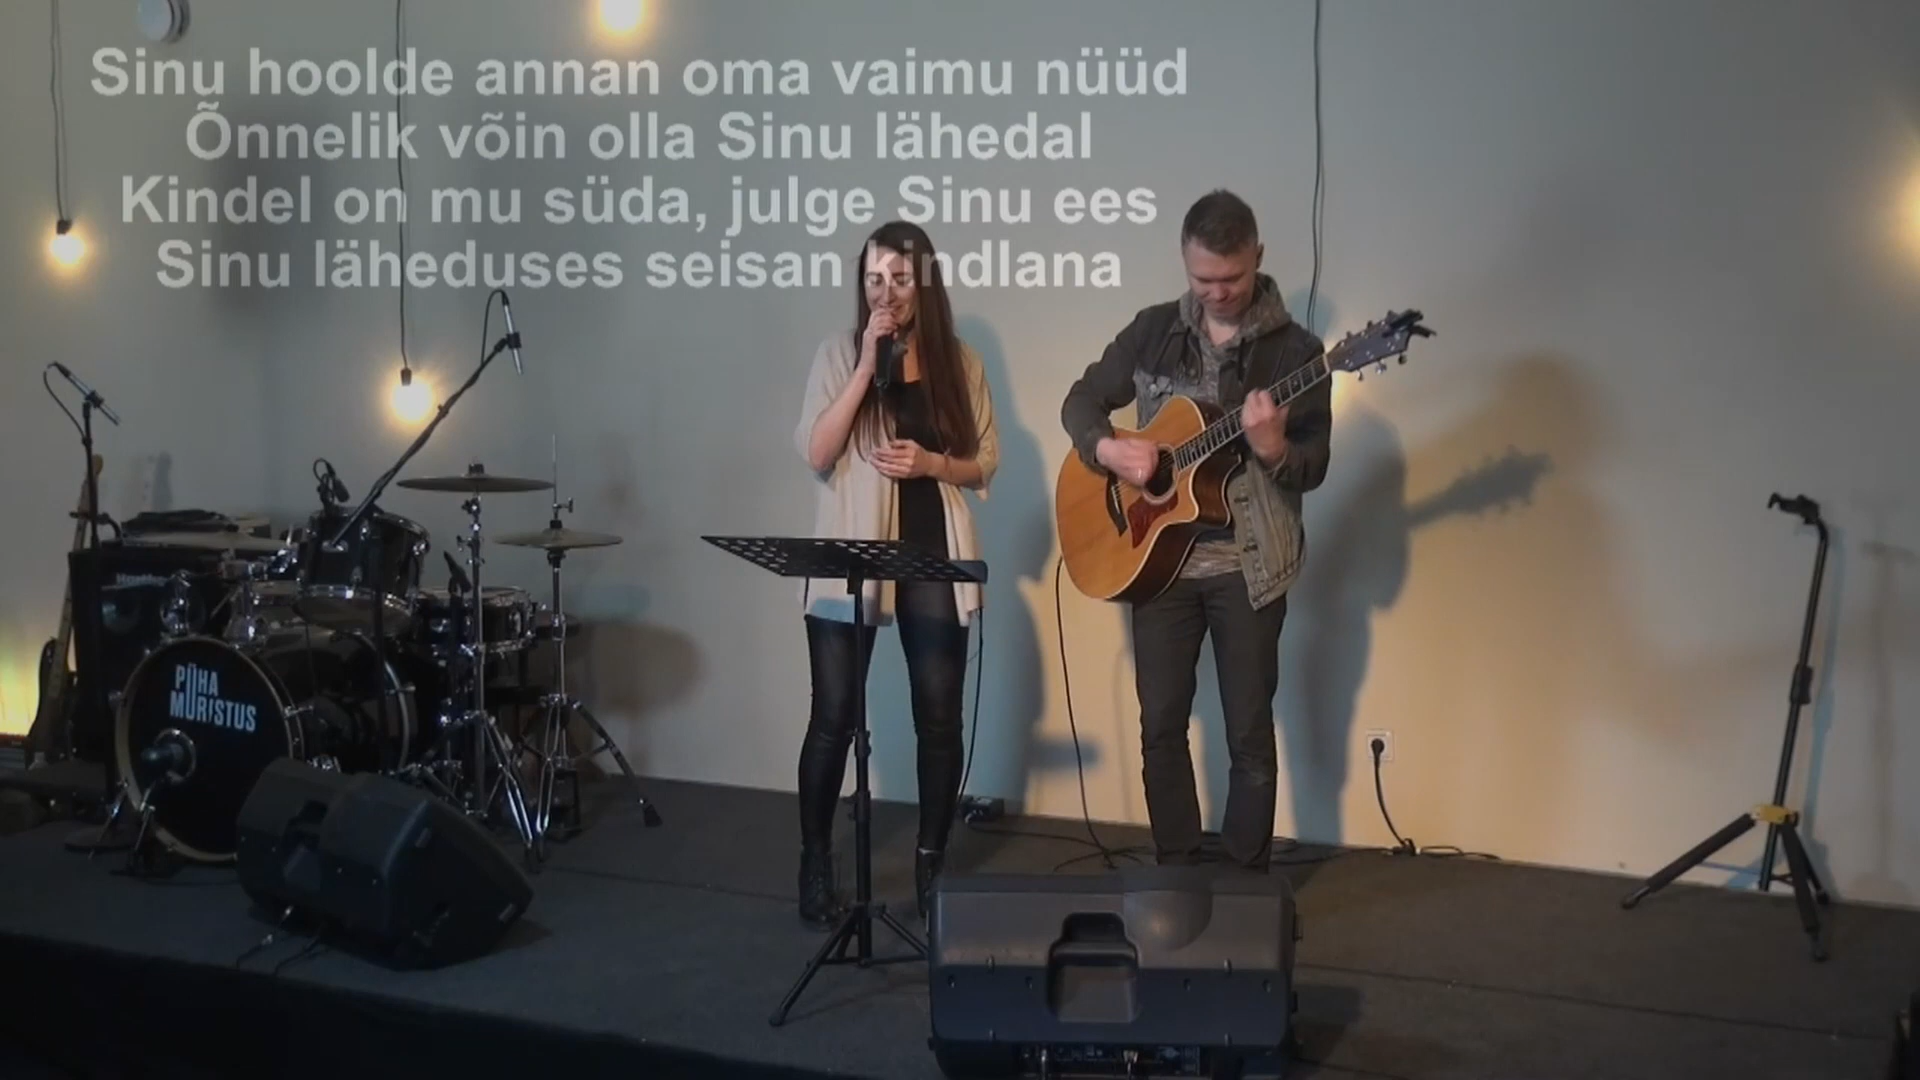 Sinu hoolde annan oma vaimu nüüd
Õnnelik võin olla Sinu lähedal
Kindel on mu süda, julge Sinu ees
Sinu läheduses seisan kindlana
PÜHA
MÜRISTUS